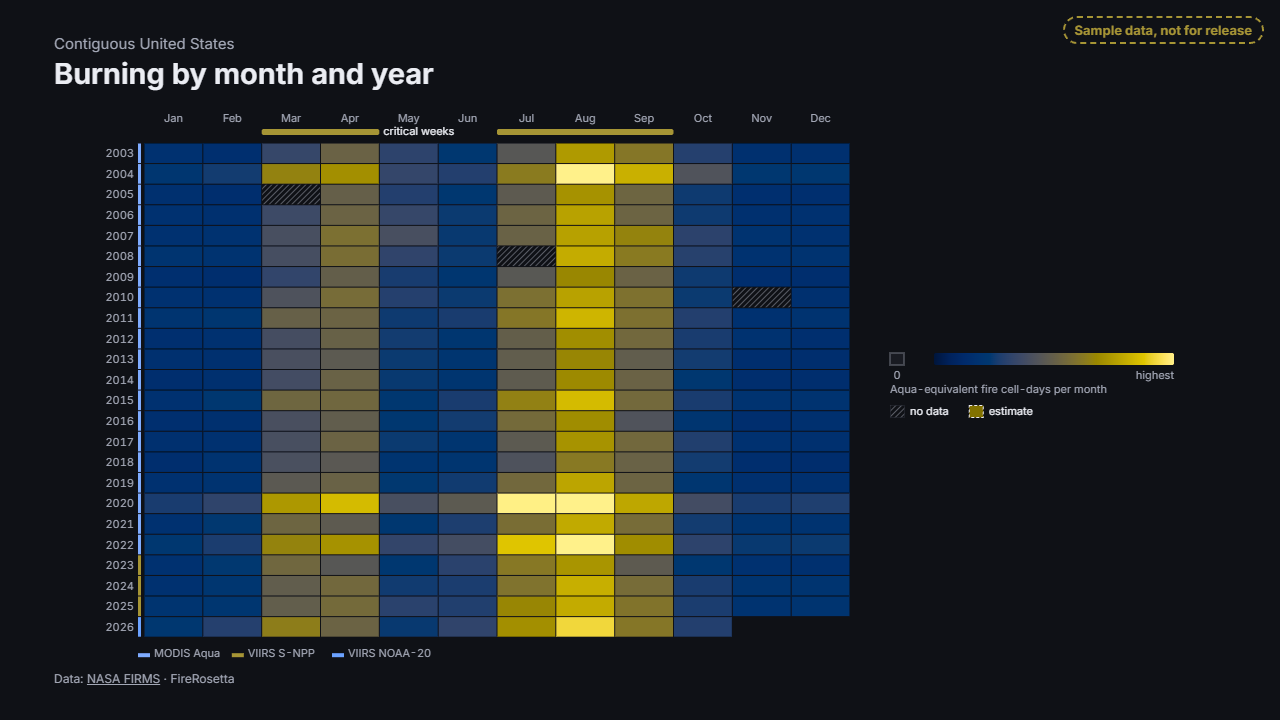 Contiguous United States
Sample data, not for release
Burning by month and year
Jan Feb Mar Apr May Jun Jul Aug Sep Oct Nov Dec
critical weeks
2003
2004
2005
2006
2007
2008
2009
2010
2011
2012
2013
2014
2015
2016
2017
2018
2019
2020
2021
2022
2023
2024
2025
2026
0 highest
Aqua-equivalent fire cell-days per month
no data estimate
MODIS Aqua VIIRS S-NPP VIIRS NOAA-20
Data: NASA FIRMS · FireRosetta